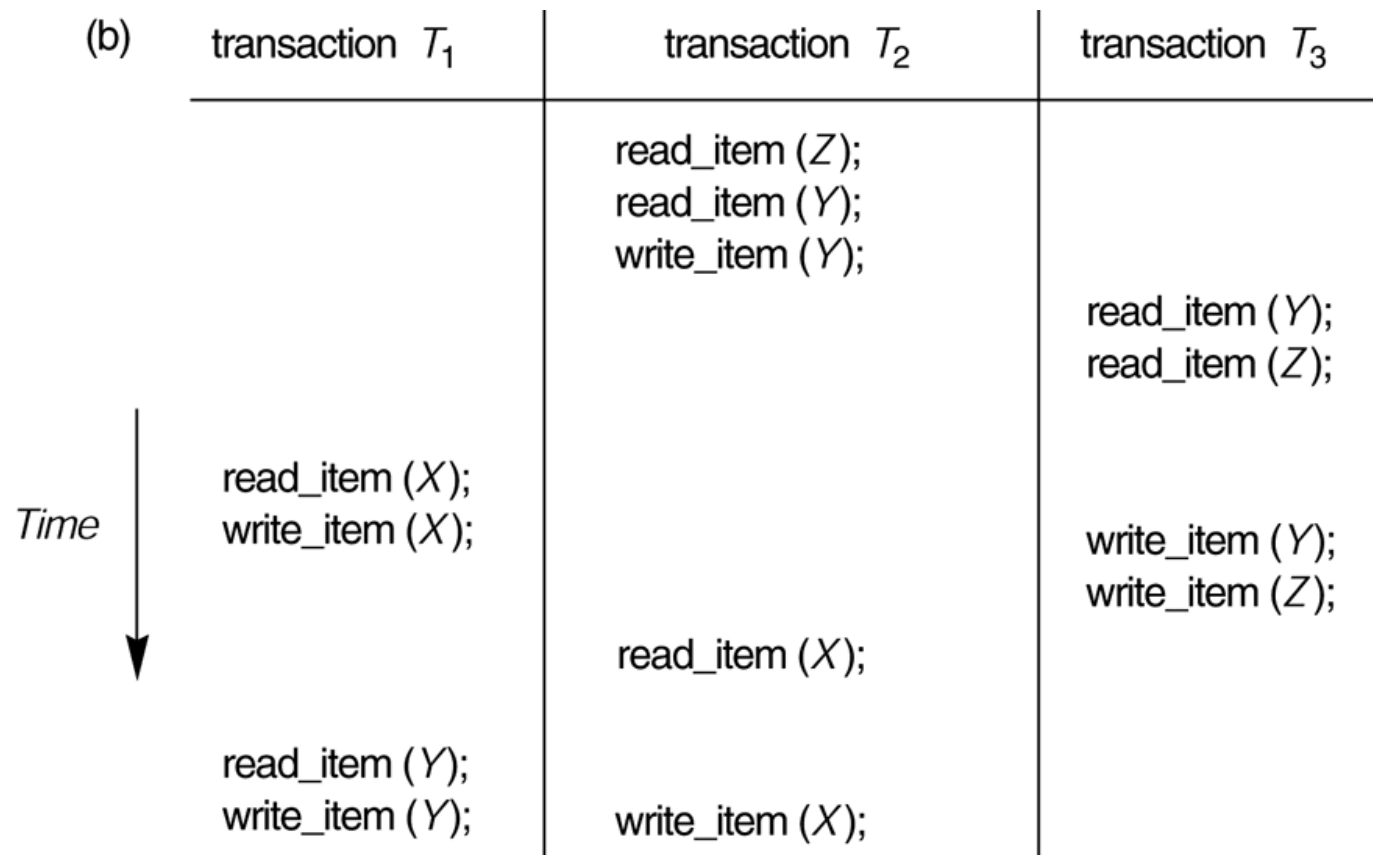 (b) transaction T1 transaction T2 transaction T3
read_item (Z);
read_item (Y);
write_item (Y);
read_item (Y);
read_item (Z);
read_item (X);
Time write_item (X);
write_item (Y);
write_item (Z);
read_item (X);
read_item (Y);
write_item (Y); write_item (X);